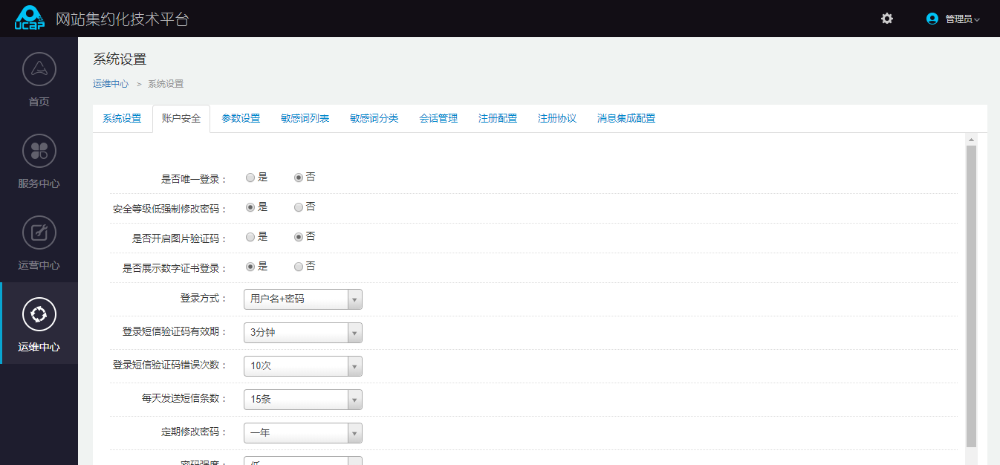 UCAP 网站集约化技术平台 管理员
首页
服务中心
运营中心
运维中心
系统设置
运维中心 > 系统设置
系统设置 账户安全 参数设置 敏感词列表 敏感词分类 会话管理 注册配置 注册协议 消息集成配置
是否唯一登录： 是 否
安全等级低强制修改密码： 是 否
是否开启图片验证码： 是 否
是否展示数字证书登录： 是 否
登录方式： 用户名+密码
登录短信验证码有效期： 3分钟
登录短信验证码错误次数： 10次
每天发送短信条数： 15条
定期修改密码： 一年
密码强度： 低